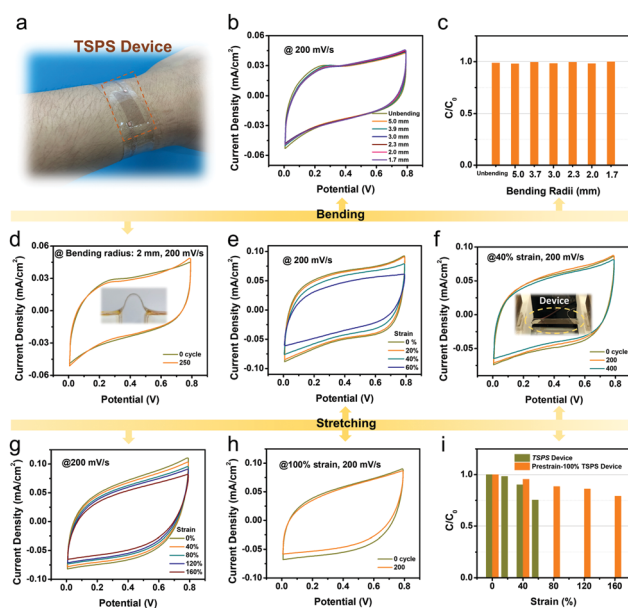 a
TSPS Device
b
@ 200 mV/s
Current Density (mA/cm²)
0.06
0.03
0.00
-0.03
-0.06
Unbending
5.0 mm
3.9 mm
3.0 mm
2.3 mm
2.0 mm
1.7 mm
0.0 0.2 0.4 0.6 0.8
Potential (V)
c
C/C₀
1.0
0.5
0.0
Unbending 5.0 3.7 3.0 2.3 2.0 1.7
Bending Radii (mm)
Bending
d
@ Bending radius: 2 mm, 200 mV/s
Current Density (mA/cm²)
0.06
0.03
0.00
-0.03
-0.06
0 cycle
250
0.0 0.2 0.4 0.6 0.8
Potential (V)
e
@ 200 mV/s
Current Density (mA/cm²)
0.10
0.05
0.00
-0.05
-0.10
Strain
0 %
20%
40%
60%
0.0 0.2 0.4 0.6 0.8
Potential (V)
f
@40% strain, 200 mV/s
Current Density (mA/cm²)
0.10
0.05
0.00
-0.05
-0.10
Device
0 cycle
200
400
0.0 0.2 0.4 0.6 0.8
Potential (V)
Stretching
g
@200 mV/s
Current Density (mA/cm²)
0.10
0.05
0.00
-0.05
-0.10
Strain
0%
40%
80%
120%
160%
0.0 0.2 0.4 0.6 0.8
Potential (V)
h
@100% strain, 200 mV/s
Current Density (mA/cm²)
0.10
0.05
0.00
-0.05
-0.10
0 cycle
200
0.0 0.2 0.4 0.6 0.8
Potential (V)
i
TSPS Device
Prestrain-100% TSPS Device
C/C₀
1.0
0.5
0.0
0 40 80 120 160
Strain (%)